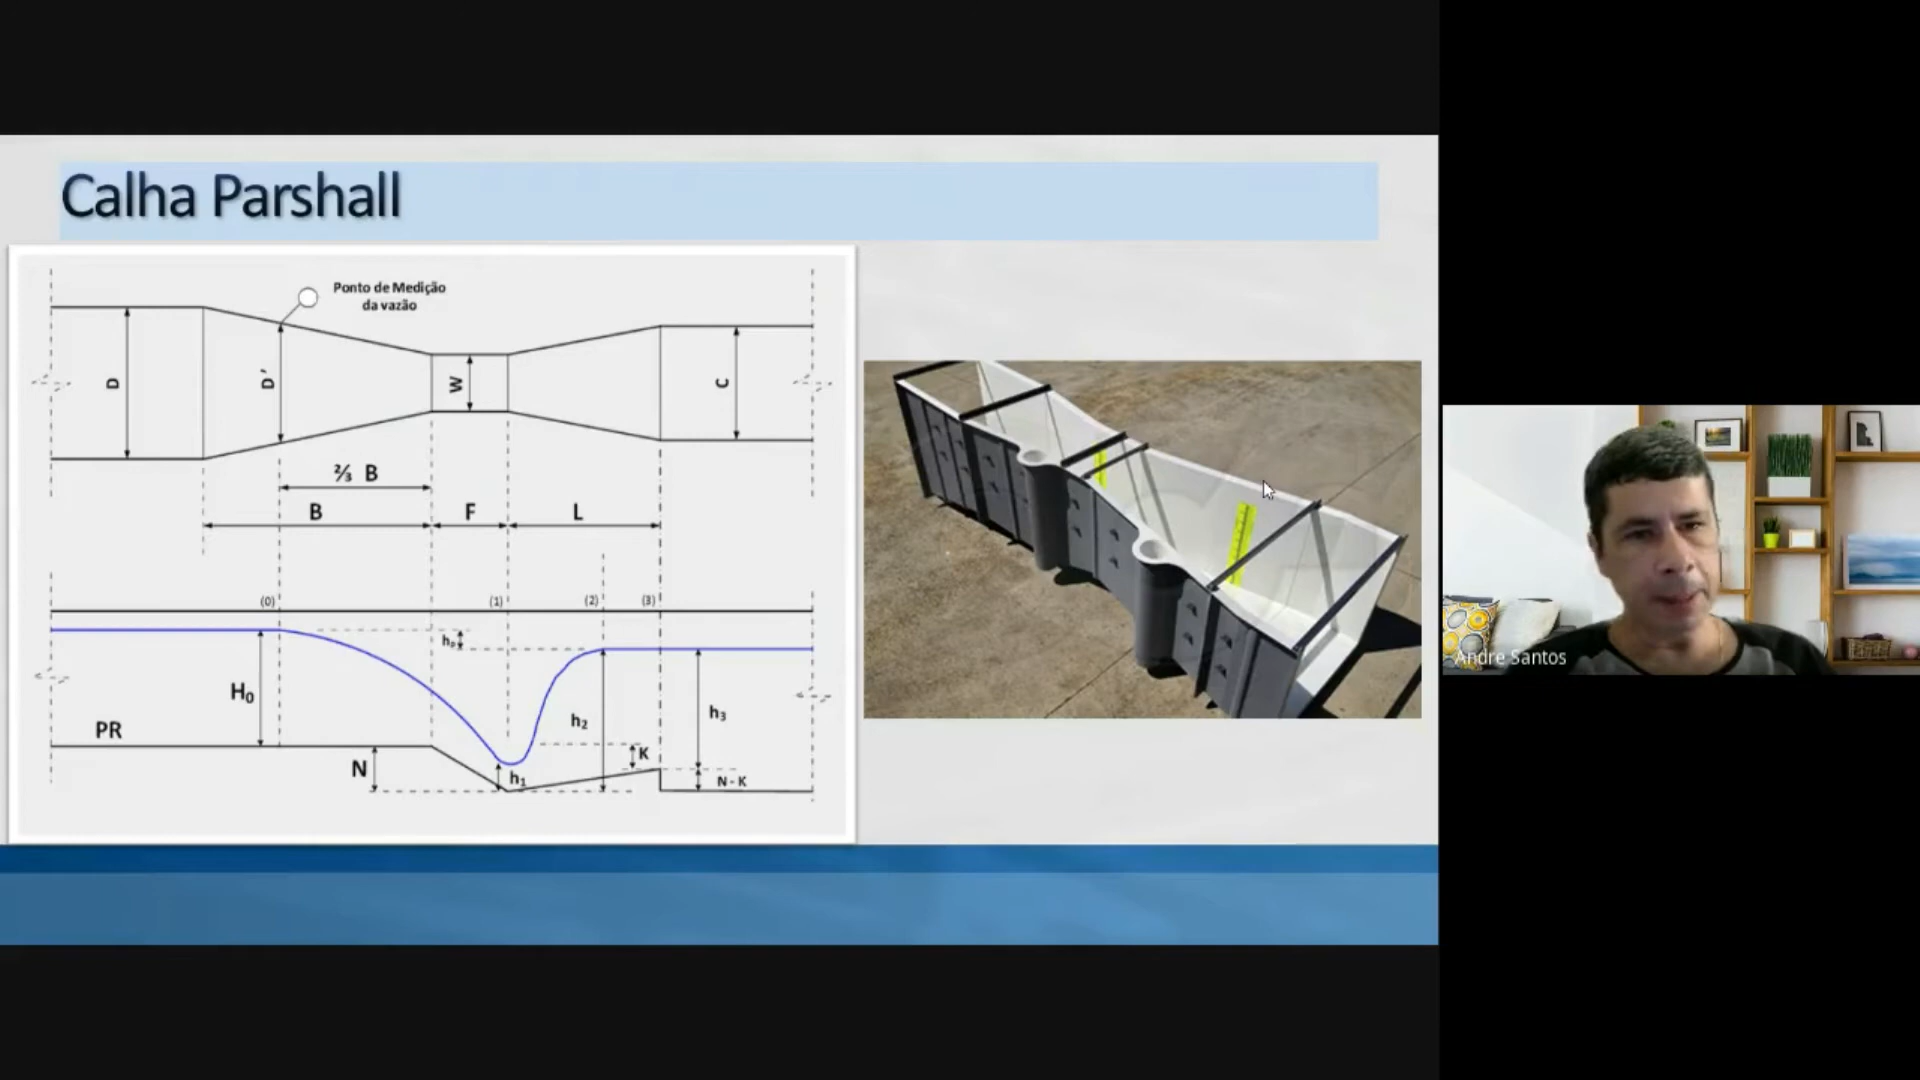 Calha Parshall
Ponto de Medição
da vazão
D
D'
W
C
⅔ B
B
F
L
(0)
(1)
(2)
(3)
hp
H₀
h₂
h₃
PR
K
N
h₁
N - K
Andre Santos